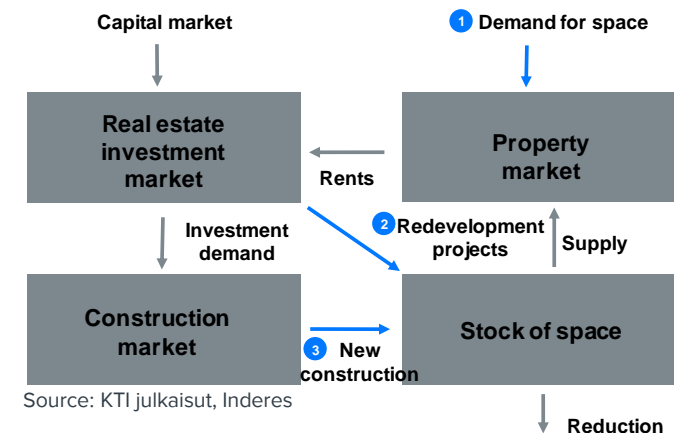 Capital market
1 Demand for space
Real estate
investment
market
Property
market
Rents
Investment
demand
2 Redevelopment
projects
Supply
Construction
market
Stock of space
3 New
construction
Source: KTI julkaisut, Inderes
Reduction